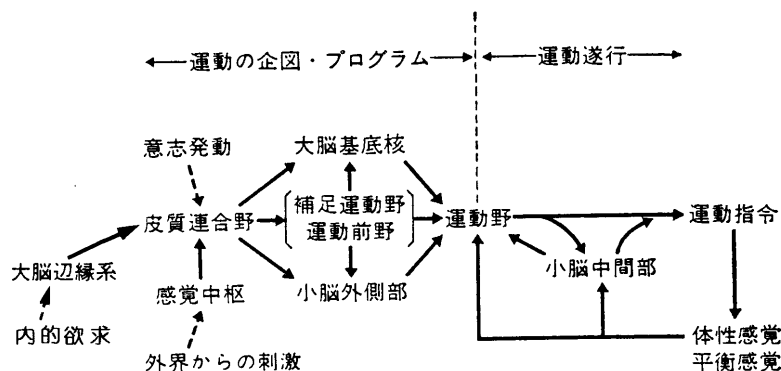 運動の企図・プログラム
運動遂行
意志発動
大脳基底核
皮質連合野
補足運動野
運動前野
運動野
運動指令
大脳辺縁系
感覚中枢
小脳外側部
小脳中間部
内的欲求
外界からの刺激
体性感覚
平衡感覚